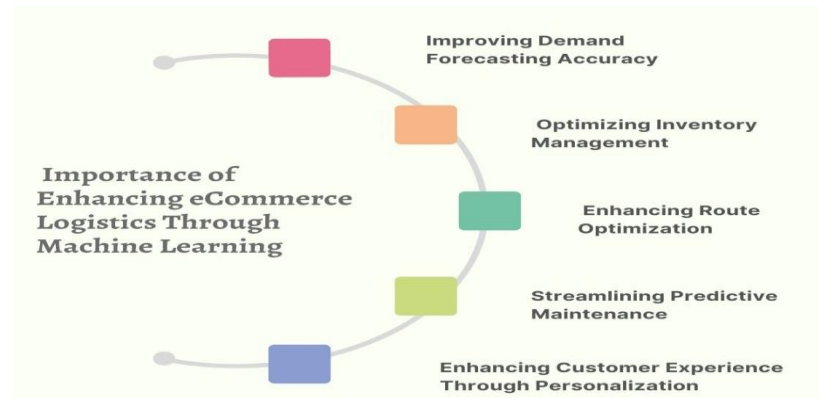 Importance of
Enhancing eCommerce
Logistics Through
Machine Learning
Improving Demand
Forecasting Accuracy
Optimizing Inventory
Management
Enhancing Route
Optimization
Streamlining Predictive
Maintenance
Enhancing Customer Experience
Through Personalization